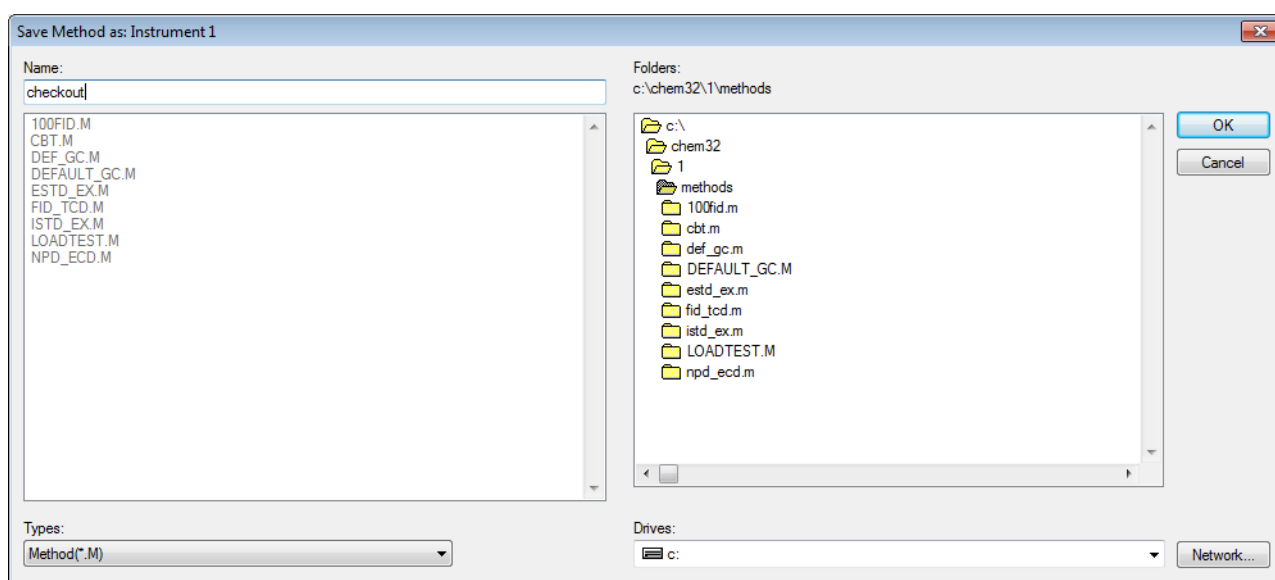 Save Method as: Instrument 1
Name:
checkout
100FID.M
CBT.M
DEF_GC.M
DEFAULT_GC.M
ESTD_EX.M
FID_TCD.M
ISTD_EX.M
LOADTEST.M
NPD_ECD.M
Types:
Method(*.M)
Folders:
c:\chem32\1\methods
c:\
chem32
1
methods
100fid.m
cbt.m
def_gc.m
DEFAULT_GC.M
estd_ex.m
fid_tcd.m
istd_ex.m
LOADTEST.M
npd_ecd.m
Drives:
c:
OK
Cancel
Network...